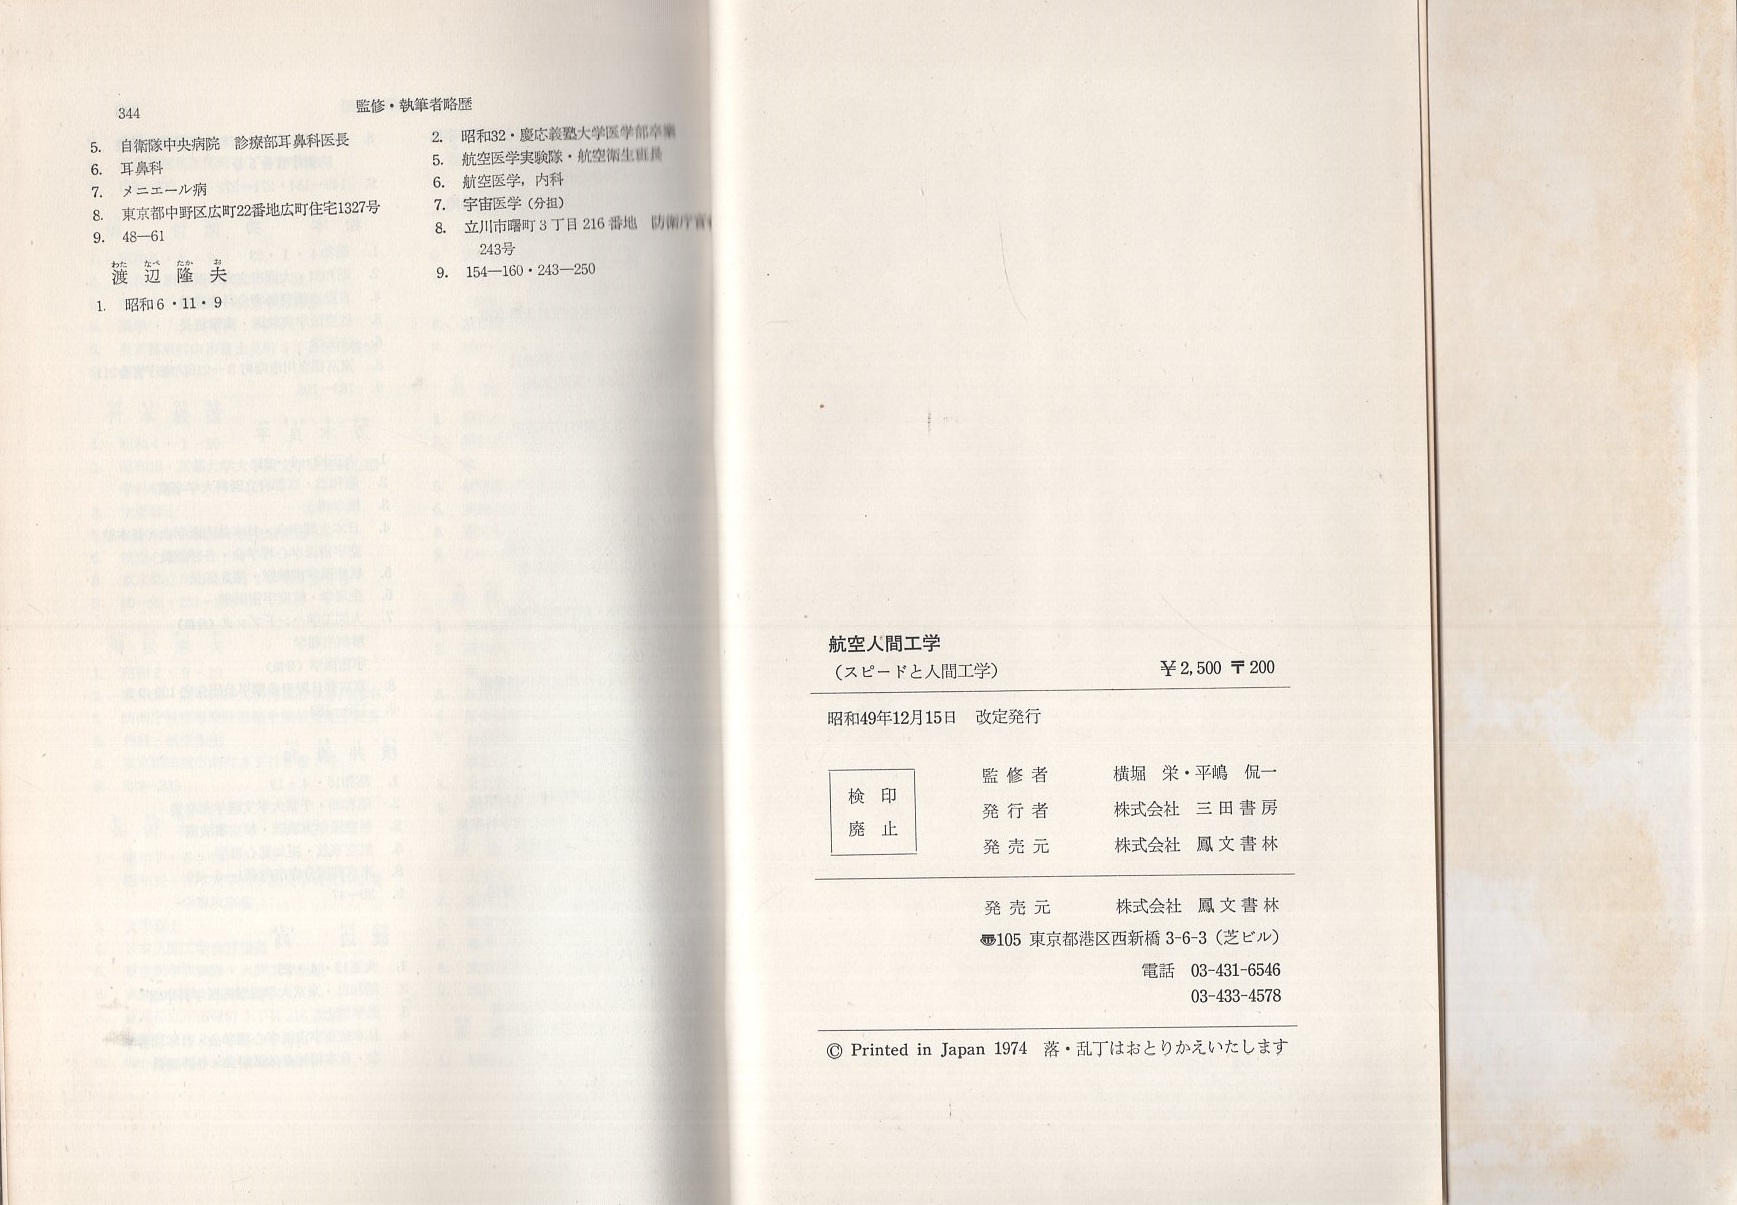 344
監修・執筆者略歴
5. 自衛隊中央病院 診療部耳鼻科医長
6. 耳鼻科
7. メニエール病
8. 東京都中野区広町22番地広町住宅1327号
9. 48—61
わた なべ たか お
渡 辺 隆 夫
1. 昭和6・11・9
2. 昭和32・慶応義塾大学医学部卒業
5. 航空医学実験隊・航空衛生班長
6. 航空医学，内科
7. 宇宙医学（分担）
8. 立川市曙町3丁目216番地 防衛庁官
243号
9. 154—160・243—250
航空人間工学
（スピードと人間工学）
￥2,500 〒200
昭和49年12月15日 改定発行
検 印
廃 止
監 修 者 横堀 栄・平嶋 侃一
発 行 者 株式会社 三田書房
発 売 元 株式会社 鳳文書林
発 売 元 株式会社 鳳文書林
〠105 東京都港区西新橋3-6-3（芝ビル）
電話 03-431-6546
03-433-4578
© Printed in Japan 1974 落・乱丁はおとりかえいたします